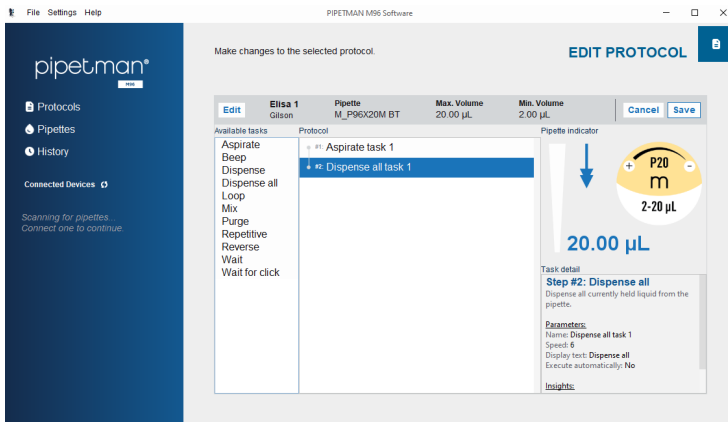 File Settings Help
PIPETMAN M96 Software
pipetman®
M96
Protocols
Pipettes
History
Connected Devices
Scanning for pipettes...
Connect one to continue.
Make changes to the selected protocol.
EDIT PROTOCOL
Edit
Elisa 1
Gilson
Pipette
M_P96X20M BT
Max. Volume
20.00 µL
Min. Volume
2.00 µL
Cancel
Save
Available tasks
Aspirate
Beep
Dispense
Dispense all
Loop
Mix
Purge
Repetitive
Reverse
Wait
Wait for click
Protocol
#1: Aspirate task 1
#2: Dispense all task 1
Pipette indicator
+ P20 -
m
2-20 µL
20.00 µL
Task detail
Step #2: Dispense all
Dispense all currently held liquid from the
pipette.
Parameters:
Name: Dispense all task 1
Speed: 6
Display text: Dispense all
Execute automatically: No
Insights: